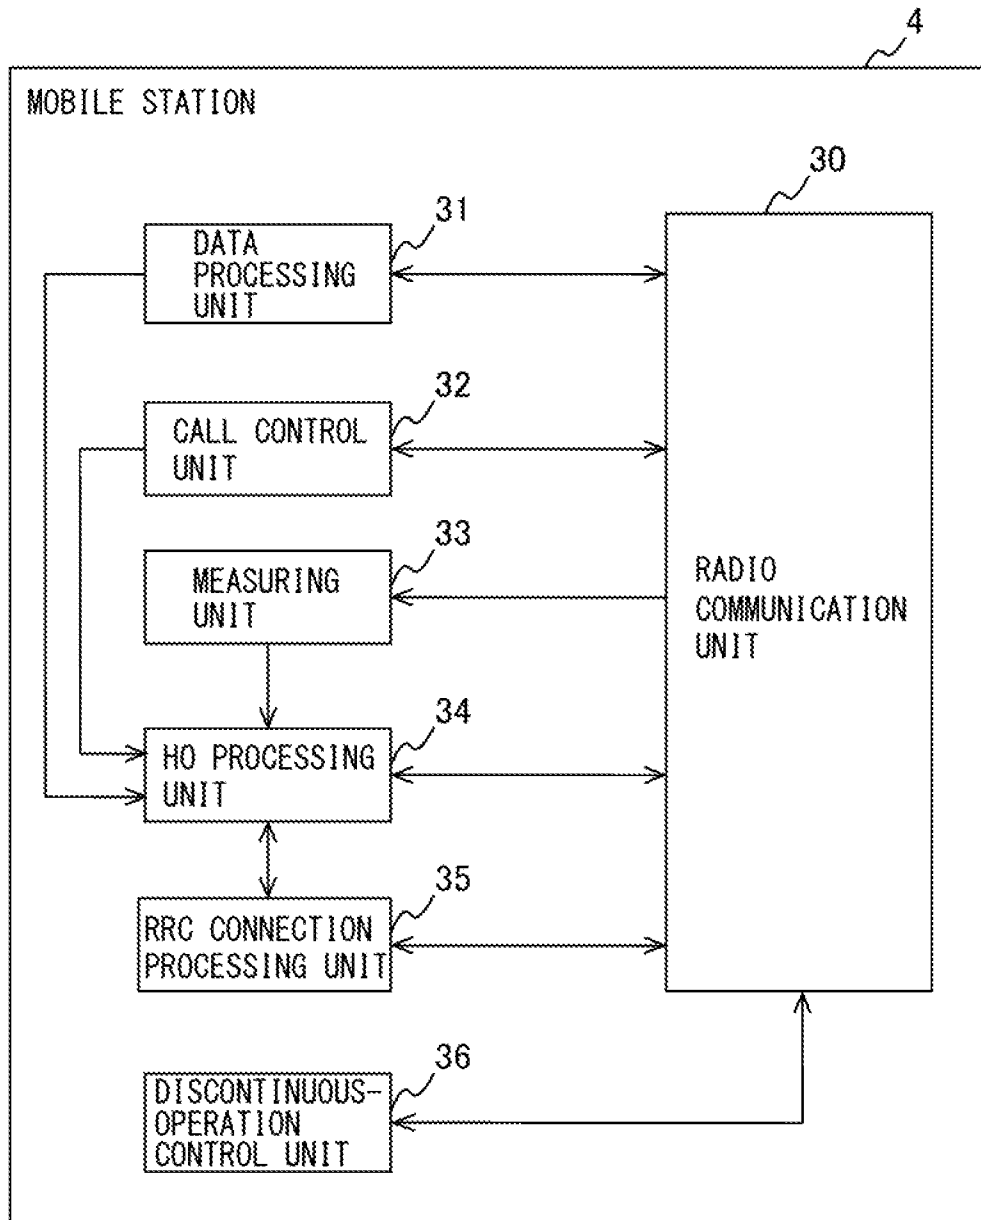 4
MOBILE STATION
30
31
DATA
PROCESSING
UNIT
32
CALL CONTROL
UNIT
33
MEASURING
UNIT
RADIO
COMMUNICATION
UNIT
34
HO PROCESSING
UNIT
35
RRC CONNECTION
PROCESSING UNIT
36
DISCONTINUOUS-
OPERATION
CONTROL UNIT